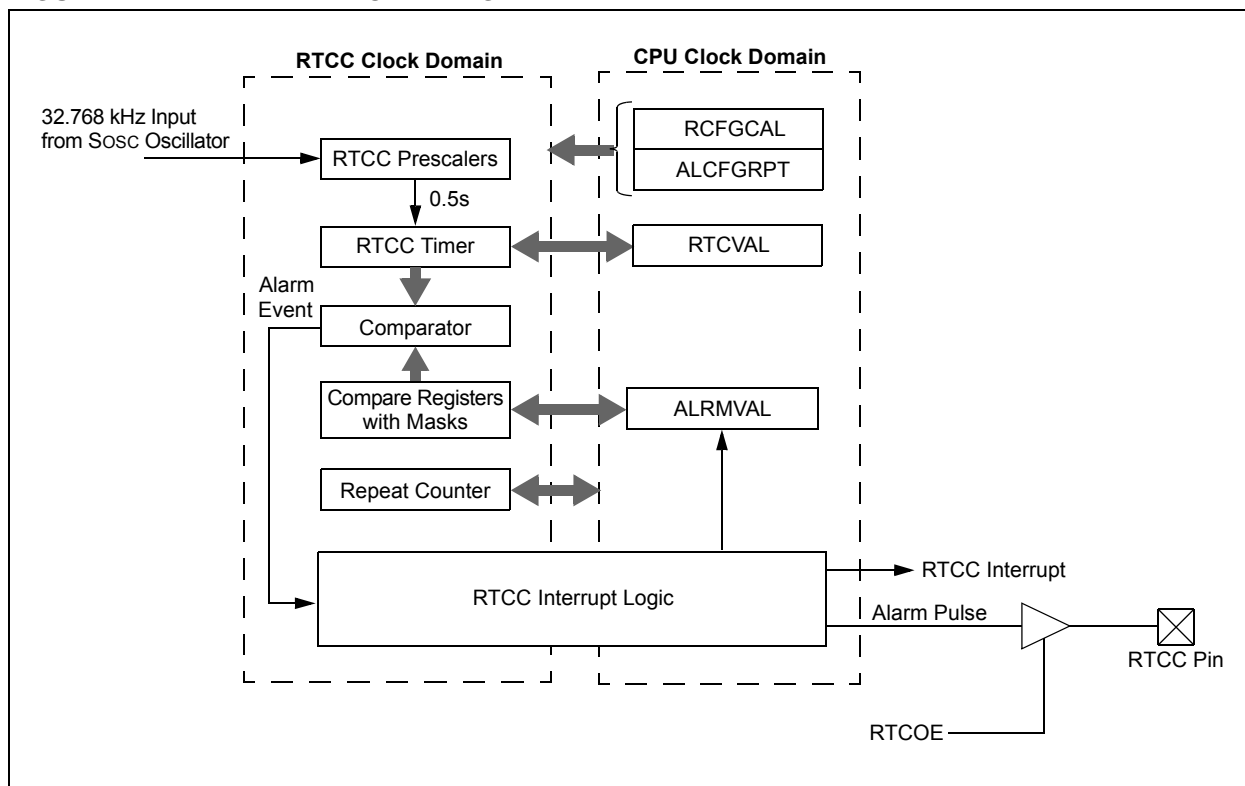 RTCC Clock Domain
CPU Clock Domain
32.768 kHz Input
from SOSC Oscillator
RTCC Prescalers
RCFGCAL
ALCFGRPT
0.5s
RTCC Timer
RTCVAL
Alarm
Event
Comparator
Compare Registers
with Masks
ALRMVAL
Repeat Counter
RTCC Interrupt Logic
RTCC Interrupt
Alarm Pulse
RTCC Pin
RTCOE